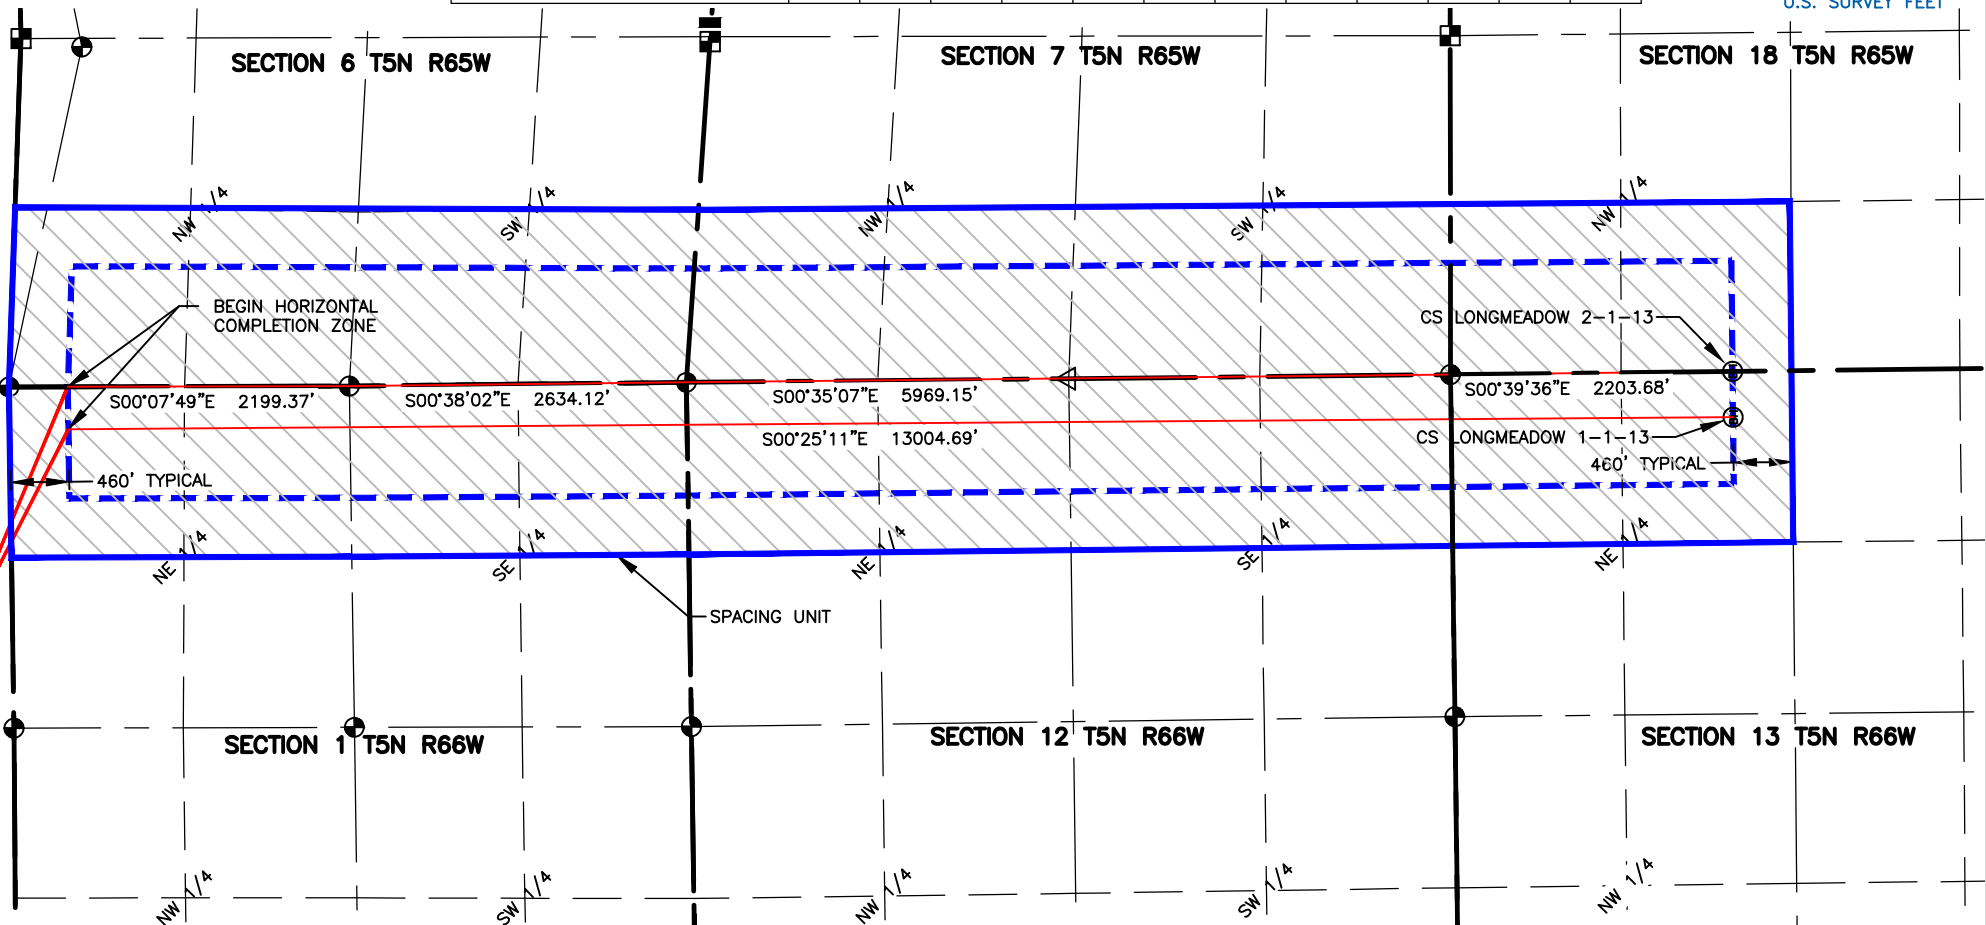 U.S. SURVEY FEET
SECTION 6 T5N R65W
SECTION 7 T5N R65W
SECTION 18 T5N R65W
NW 1/4
SW 1/4
NW 1/4
SW 1/4
NW 1/4
BEGIN HORIZONTAL
COMPLETION ZONE
CS LONGMEADOW 2-1-13
S00°07'49"E 2199.37'
S00°38'02"E 2634.12'
S00°35'07"E 5969.15'
S00°39'36"E 2203.68'
S00°25'11"E 13004.69'
CS LONGMEADOW 1-1-13
460' TYPICAL
460' TYPICAL
NE 1/4
SE 1/4
NE 1/4
SE 1/4
NE 1/4
SPACING UNIT
SECTION 1 T5N R66W
SECTION 12 T5N R66W
SECTION 13 T5N R66W
NW 1/4
SW 1/4
NW 1/4
SW 1/4
NW 1/4